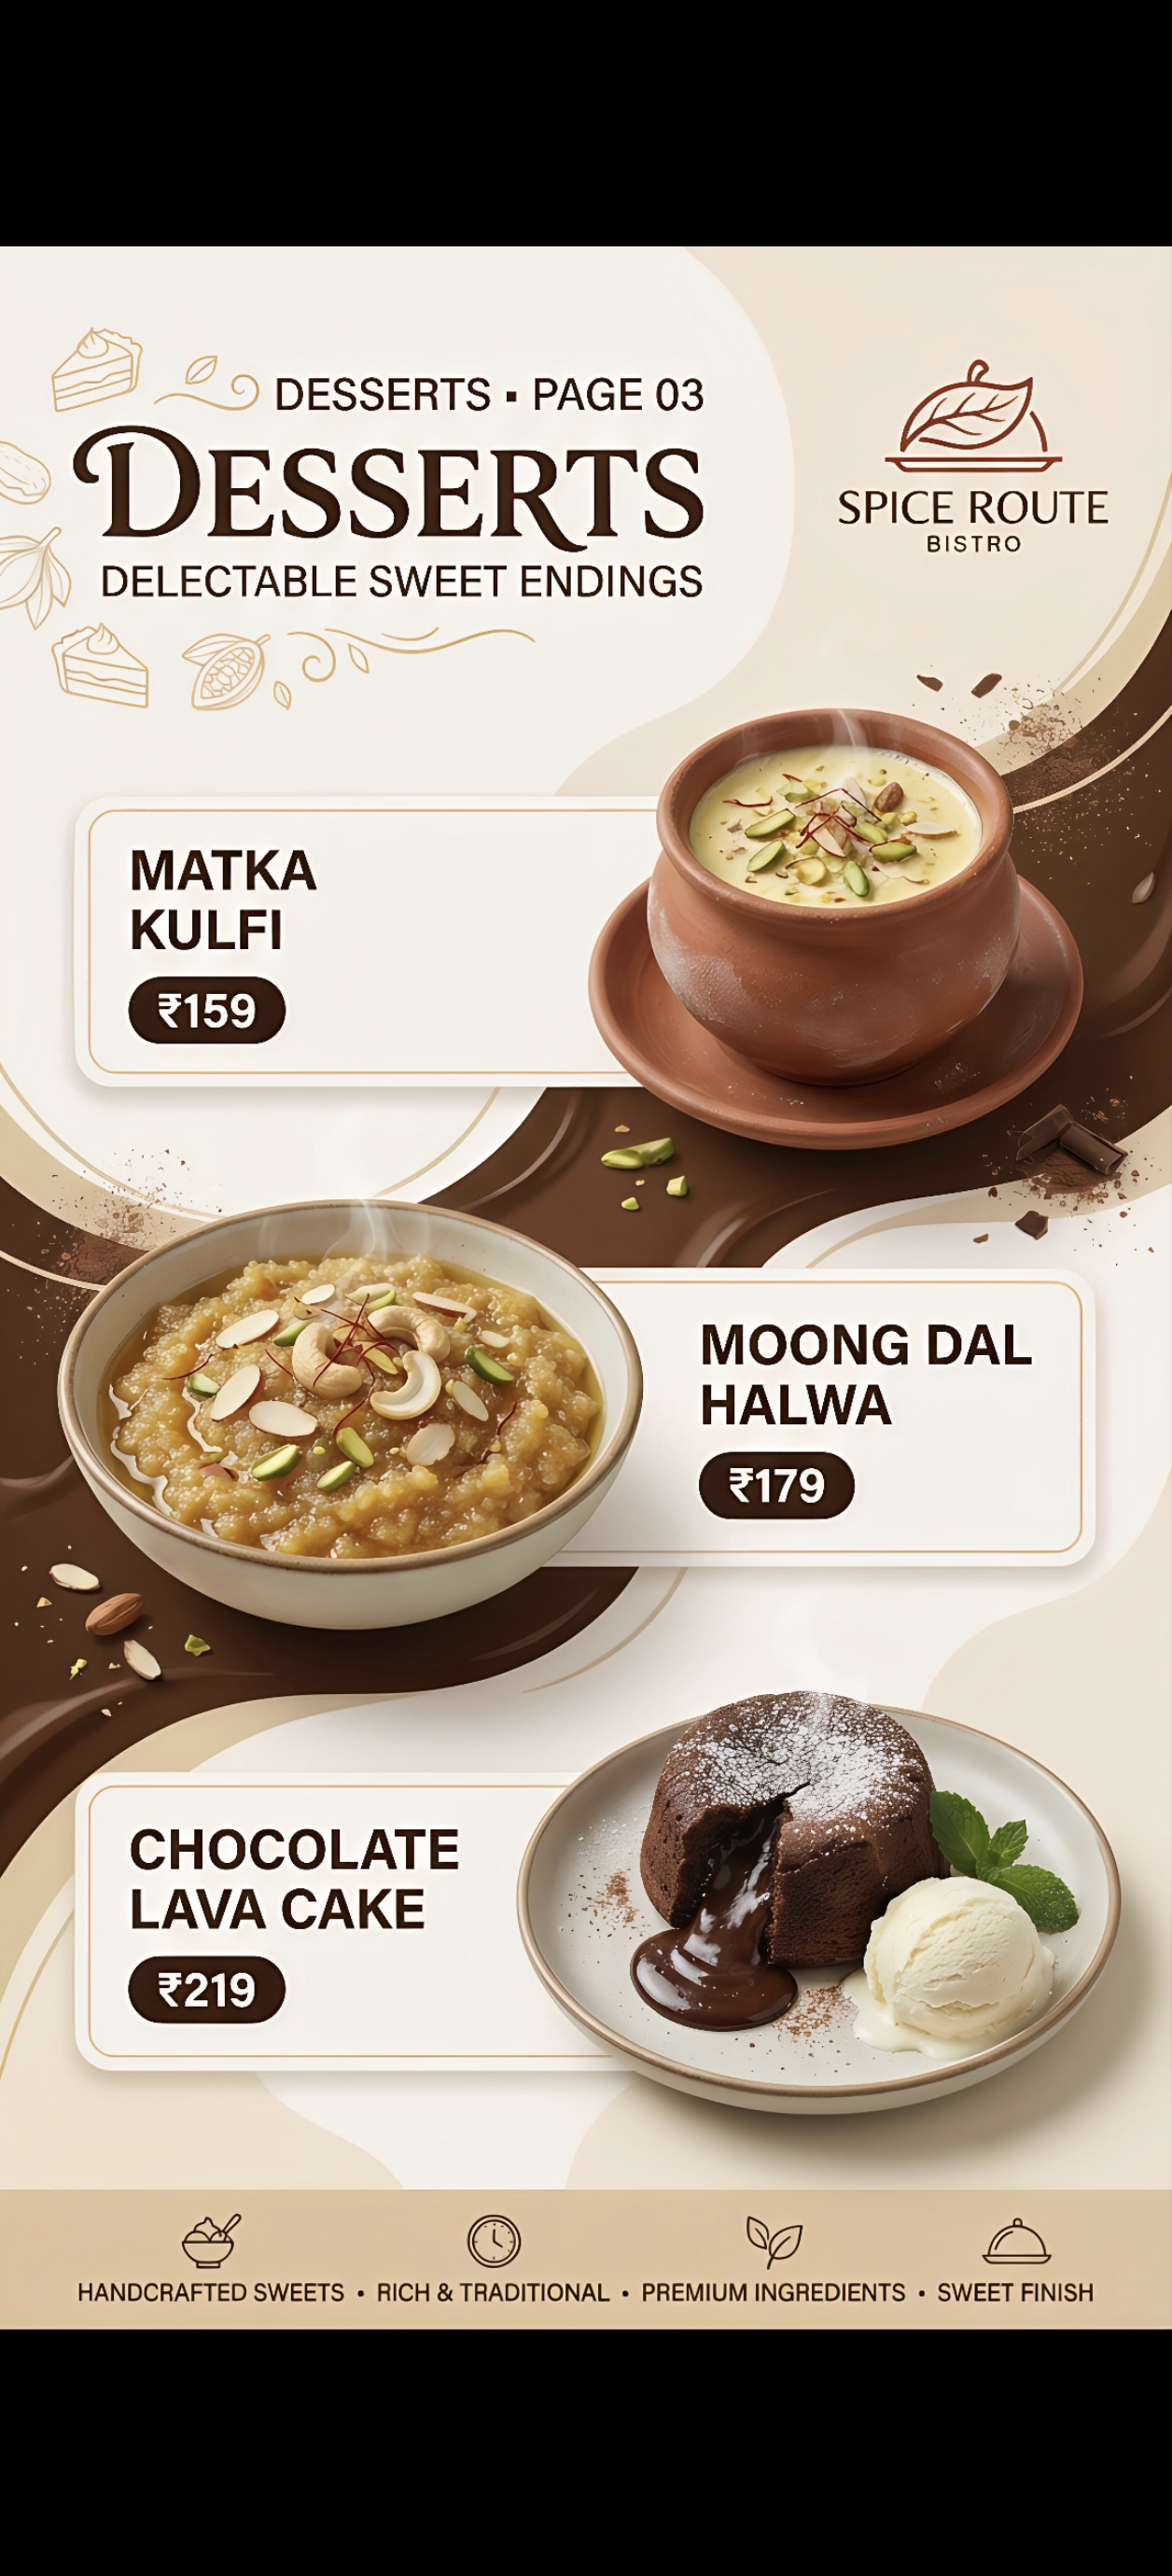 DESSERTS ▪ PAGE 03
DESSERTS
DELECTABLE SWEET ENDINGS
SPICE ROUTE
BISTRO
MATKA
KULFI
₹159
MOONG DAL
HALWA
₹179
CHOCOLATE
LAVA CAKE
₹219
HANDCRAFTED SWEETS • RICH & TRADITIONAL • PREMIUM INGREDIENTS • SWEET FINISH